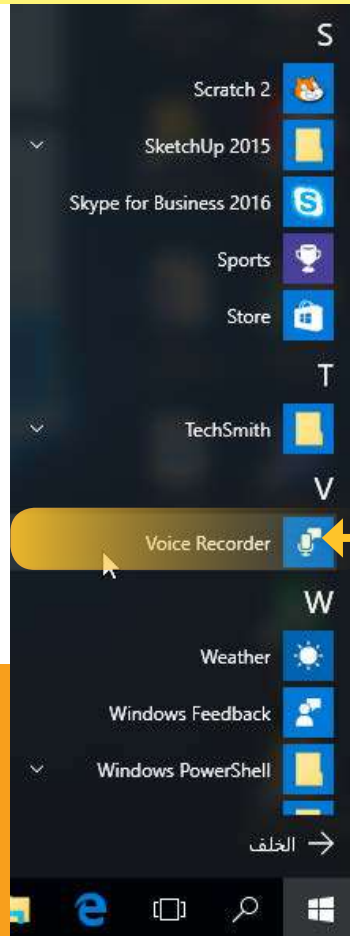 S
Scratch 2
SketchUp 2015
Skype for Business 2016
Sports
Store
T
TechSmith
V
Voice Recorder
W
Weather
Windows Feedback
Windows PowerShell
الخلف